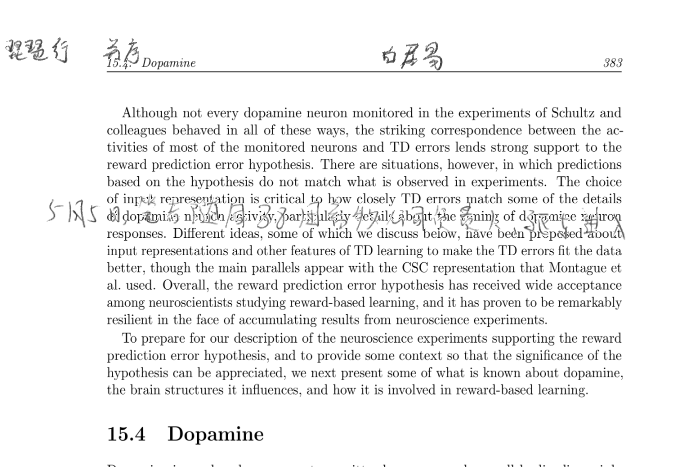 琵琶行 并序 白居易
15.4. Dopamine 383
Although not every dopamine neuron monitored in the experiments of Schultz and
colleagues behaved in all of these ways, the striking correspondence between the ac-
tivities of most of the monitored neurons and TD errors lends strong support to the
reward prediction error hypothesis. There are situations, however, in which predictions
based on the hypothesis do not match what is observed in experiments. The choice
of input representation is critical to how closely TD errors match some of the details
5月5日
of dopamine neuron activity, particularly details about the timing of dopamine neuron
responses. Different ideas, some of which we discuss below, have been proposed about
input representations and other features of TD learning to make the TD errors fit the data
better, though the main parallels appear with the CSC representation that Montague et
al. used. Overall, the reward prediction error hypothesis has received wide acceptance
among neuroscientists studying reward-based learning, and it has proven to be remarkably
resilient in the face of accumulating results from neuroscience experiments.
To prepare for our description of the neuroscience experiments supporting the reward
prediction error hypothesis, and to provide some context so that the significance of the
hypothesis can be appreciated, we next present some of what is known about dopamine,
the brain structures it influences, and how it is involved in reward-based learning.
15.4 Dopamine